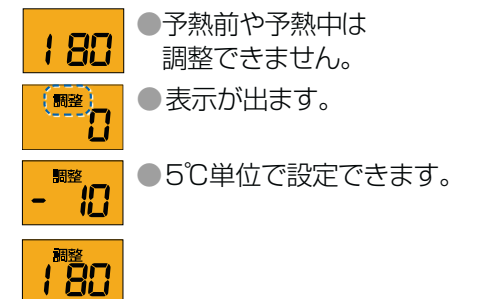 180
●予熱前や予熱中は
調整できません。
調整
0
●表示が出ます。
調整
- 10
●5℃単位で設定できます。
調整
180